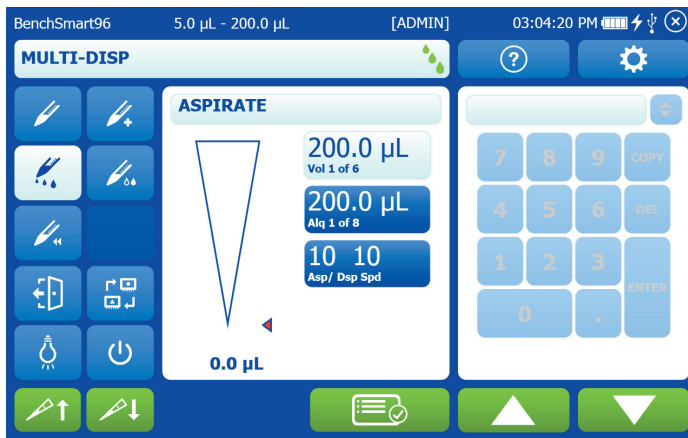 BenchSmart96 5.0 µL - 200.0 µL [ADMIN] 03:04:20 PM
MULTI-DISP
?
ASPIRATE
200.0 µL
Vol 1 of 6
200.0 µL
Alq 1 of 8
10 10
Asp/ Dsp Spd
0.0 µL
7 8 9 COPY
4 5 6 DEL
1 2 3
ENTER
0 .